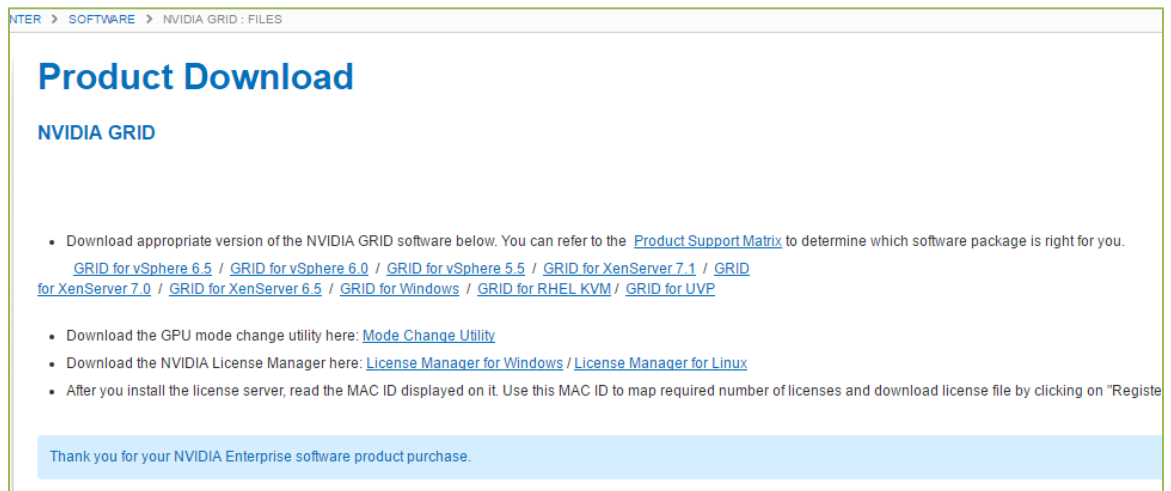 NTER > SOFTWARE > NVIDIA GRID : FILES
Product Download
NVIDIA GRID
• Download appropriate version of the NVIDIA GRID software below. You can refer to the Product Support Matrix to determine which software package is right for you.
GRID for vSphere 6.5 / GRID for vSphere 6.0 / GRID for vSphere 5.5 / GRID for XenServer 7.1 / GRID
for XenServer 7.0 / GRID for XenServer 6.5 / GRID for Windows / GRID for RHEL KVM / GRID for UVP
• Download the GPU mode change utility here: Mode Change Utility
• Download the NVIDIA License Manager here: License Manager for Windows / License Manager for Linux
• After you install the license server, read the MAC ID displayed on it. Use this MAC ID to map required number of licenses and download license file by clicking on "Registe
Thank you for your NVIDIA Enterprise software product purchase.